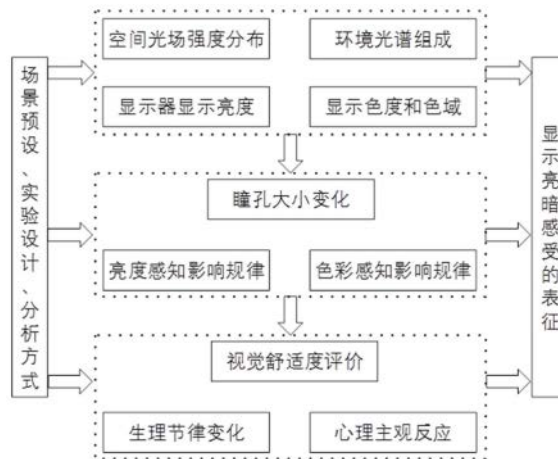 场景预设、实验设计、分析方式
空间光场强度分布
环境光谱组成
显示器显示亮度
显示色度和色域
瞳孔大小变化
亮度感知影响规律
色彩感知影响规律
视觉舒适度评价
生理节律变化
心理主观反应
显示亮暗感受的表征